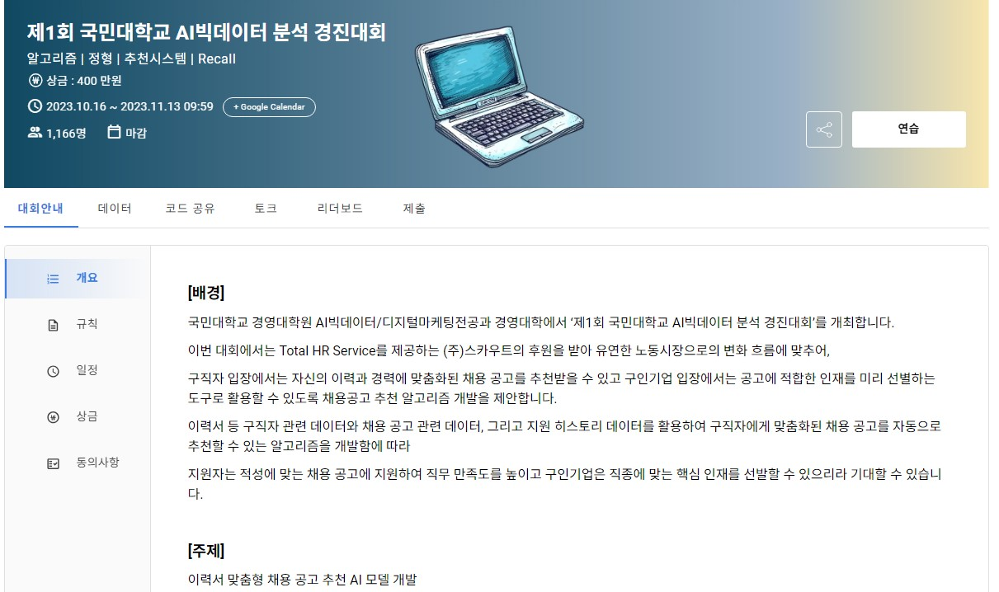 제1회 국민대학교 AI빅데이터 분석 경진대회
알고리즘 | 정형 | 추천시스템 | Recall
상금 : 400 만원
2023.10.16 ~ 2023.11.13 09:59 + Google Calendar
1,166명 마감
연습
대회안내 데이터 코드 공유 토크 리더보드 제출
개요
규칙
일정
상금
동의사항
[배경]
국민대학교 경영대학원 AI빅데이터/디지털마케팅전공과 경영대학에서 ‘제1회 국민대학교 AI빅데이터 분석 경진대회’를 개최합니다.
이번 대회에서는 Total HR Service를 제공하는 (주)스카우트의 후원을 받아 유연한 노동시장으로의 변화 흐름에 맞추어,
구직자 입장에서는 자신의 이력과 경력에 맞춤화된 채용 공고를 추천받을 수 있고 구인기업 입장에서는 공고에 적합한 인재를 미리 선별하는
도구로 활용할 수 있도록 채용공고 추천 알고리즘 개발을 제안합니다.
이력서 등 구직자 관련 데이터와 채용 공고 관련 데이터, 그리고 지원 히스토리 데이터를 활용하여 구직자에게 맞춤화된 채용 공고를 자동으로
추천할 수 있는 알고리즘을 개발함에 따라
지원자는 적성에 맞는 채용 공고에 지원하여 직무 만족도를 높이고 구인기업은 직종에 맞는 핵심 인재를 선발할 수 있으리라 기대할 수 있습니
다.
[주제]
이력서 맞춤형 채용 공고 추천 AI 모델 개발